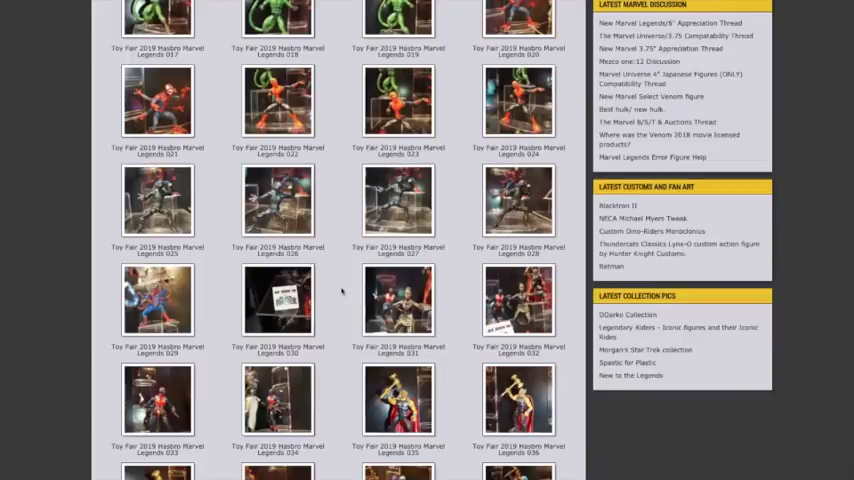 Toy Fair 2019 Hasbro Marvel
Legends 017
Toy Fair 2019 Hasbro Marvel
Legends 018
Toy Fair 2019 Hasbro Marvel
Legends 019
Toy Fair 2019 Hasbro Marvel
Legends 020
Toy Fair 2019 Hasbro Marvel
Legends 021
Toy Fair 2019 Hasbro Marvel
Legends 022
Toy Fair 2019 Hasbro Marvel
Legends 023
Toy Fair 2019 Hasbro Marvel
Legends 024
Toy Fair 2019 Hasbro Marvel
Legends 025
Toy Fair 2019 Hasbro Marvel
Legends 026
Toy Fair 2019 Hasbro Marvel
Legends 027
Toy Fair 2019 Hasbro Marvel
Legends 028
Toy Fair 2019 Hasbro Marvel
Legends 029
Toy Fair 2019 Hasbro Marvel
Legends 030
Toy Fair 2019 Hasbro Marvel
Legends 031
Toy Fair 2019 Hasbro Marvel
Legends 032
Toy Fair 2019 Hasbro Marvel
Legends 033
Toy Fair 2019 Hasbro Marvel
Legends 034
Toy Fair 2019 Hasbro Marvel
Legends 035
Toy Fair 2019 Hasbro Marvel
Legends 036
LATEST MARVEL DISCUSSION
New Marvel Legends/6" Appreciation Thread
The Marvel Universe/3.75 Compatability Thread
New Marvel 3.75" Appreciation Thread
Mezco one:12 Discussion
Marvel Universe 4" Japanese Figures (ONLY)
Compatibility Thread
New Marvel Select Venom figure
Best hulk/ new hulk.
The Marvel B/S/T & Auctions Thread
Where was the Venom 2018 movie licensed
products?
Marvel Legends Error Figure Help
LATEST CUSTOMS AND FAN ART
Blacktron II
NECA Michael Myers Tweak
Custom Dino-Riders Monoclonius
Thundercats Classics Lynx-O custom action figure
by Hunter Knight Customs.
Batman
LATEST COLLECTION PICS
DDarko Collection
Legendary Riders - Iconic figures and their Iconic
Rides
Morgan's Star Trek collection
Spastic for Plastic
New to the Legends